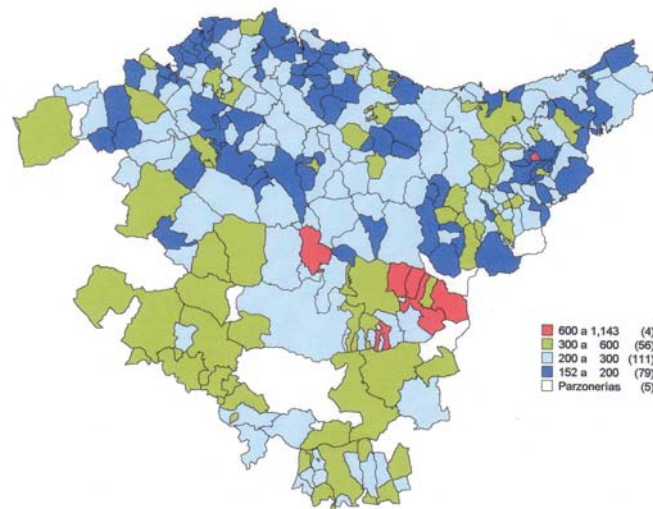 600 a 1,143 (4)
300 a 600 (56)
200 a 300 (111)
152 a 200 (79)
Parzonerías (5)